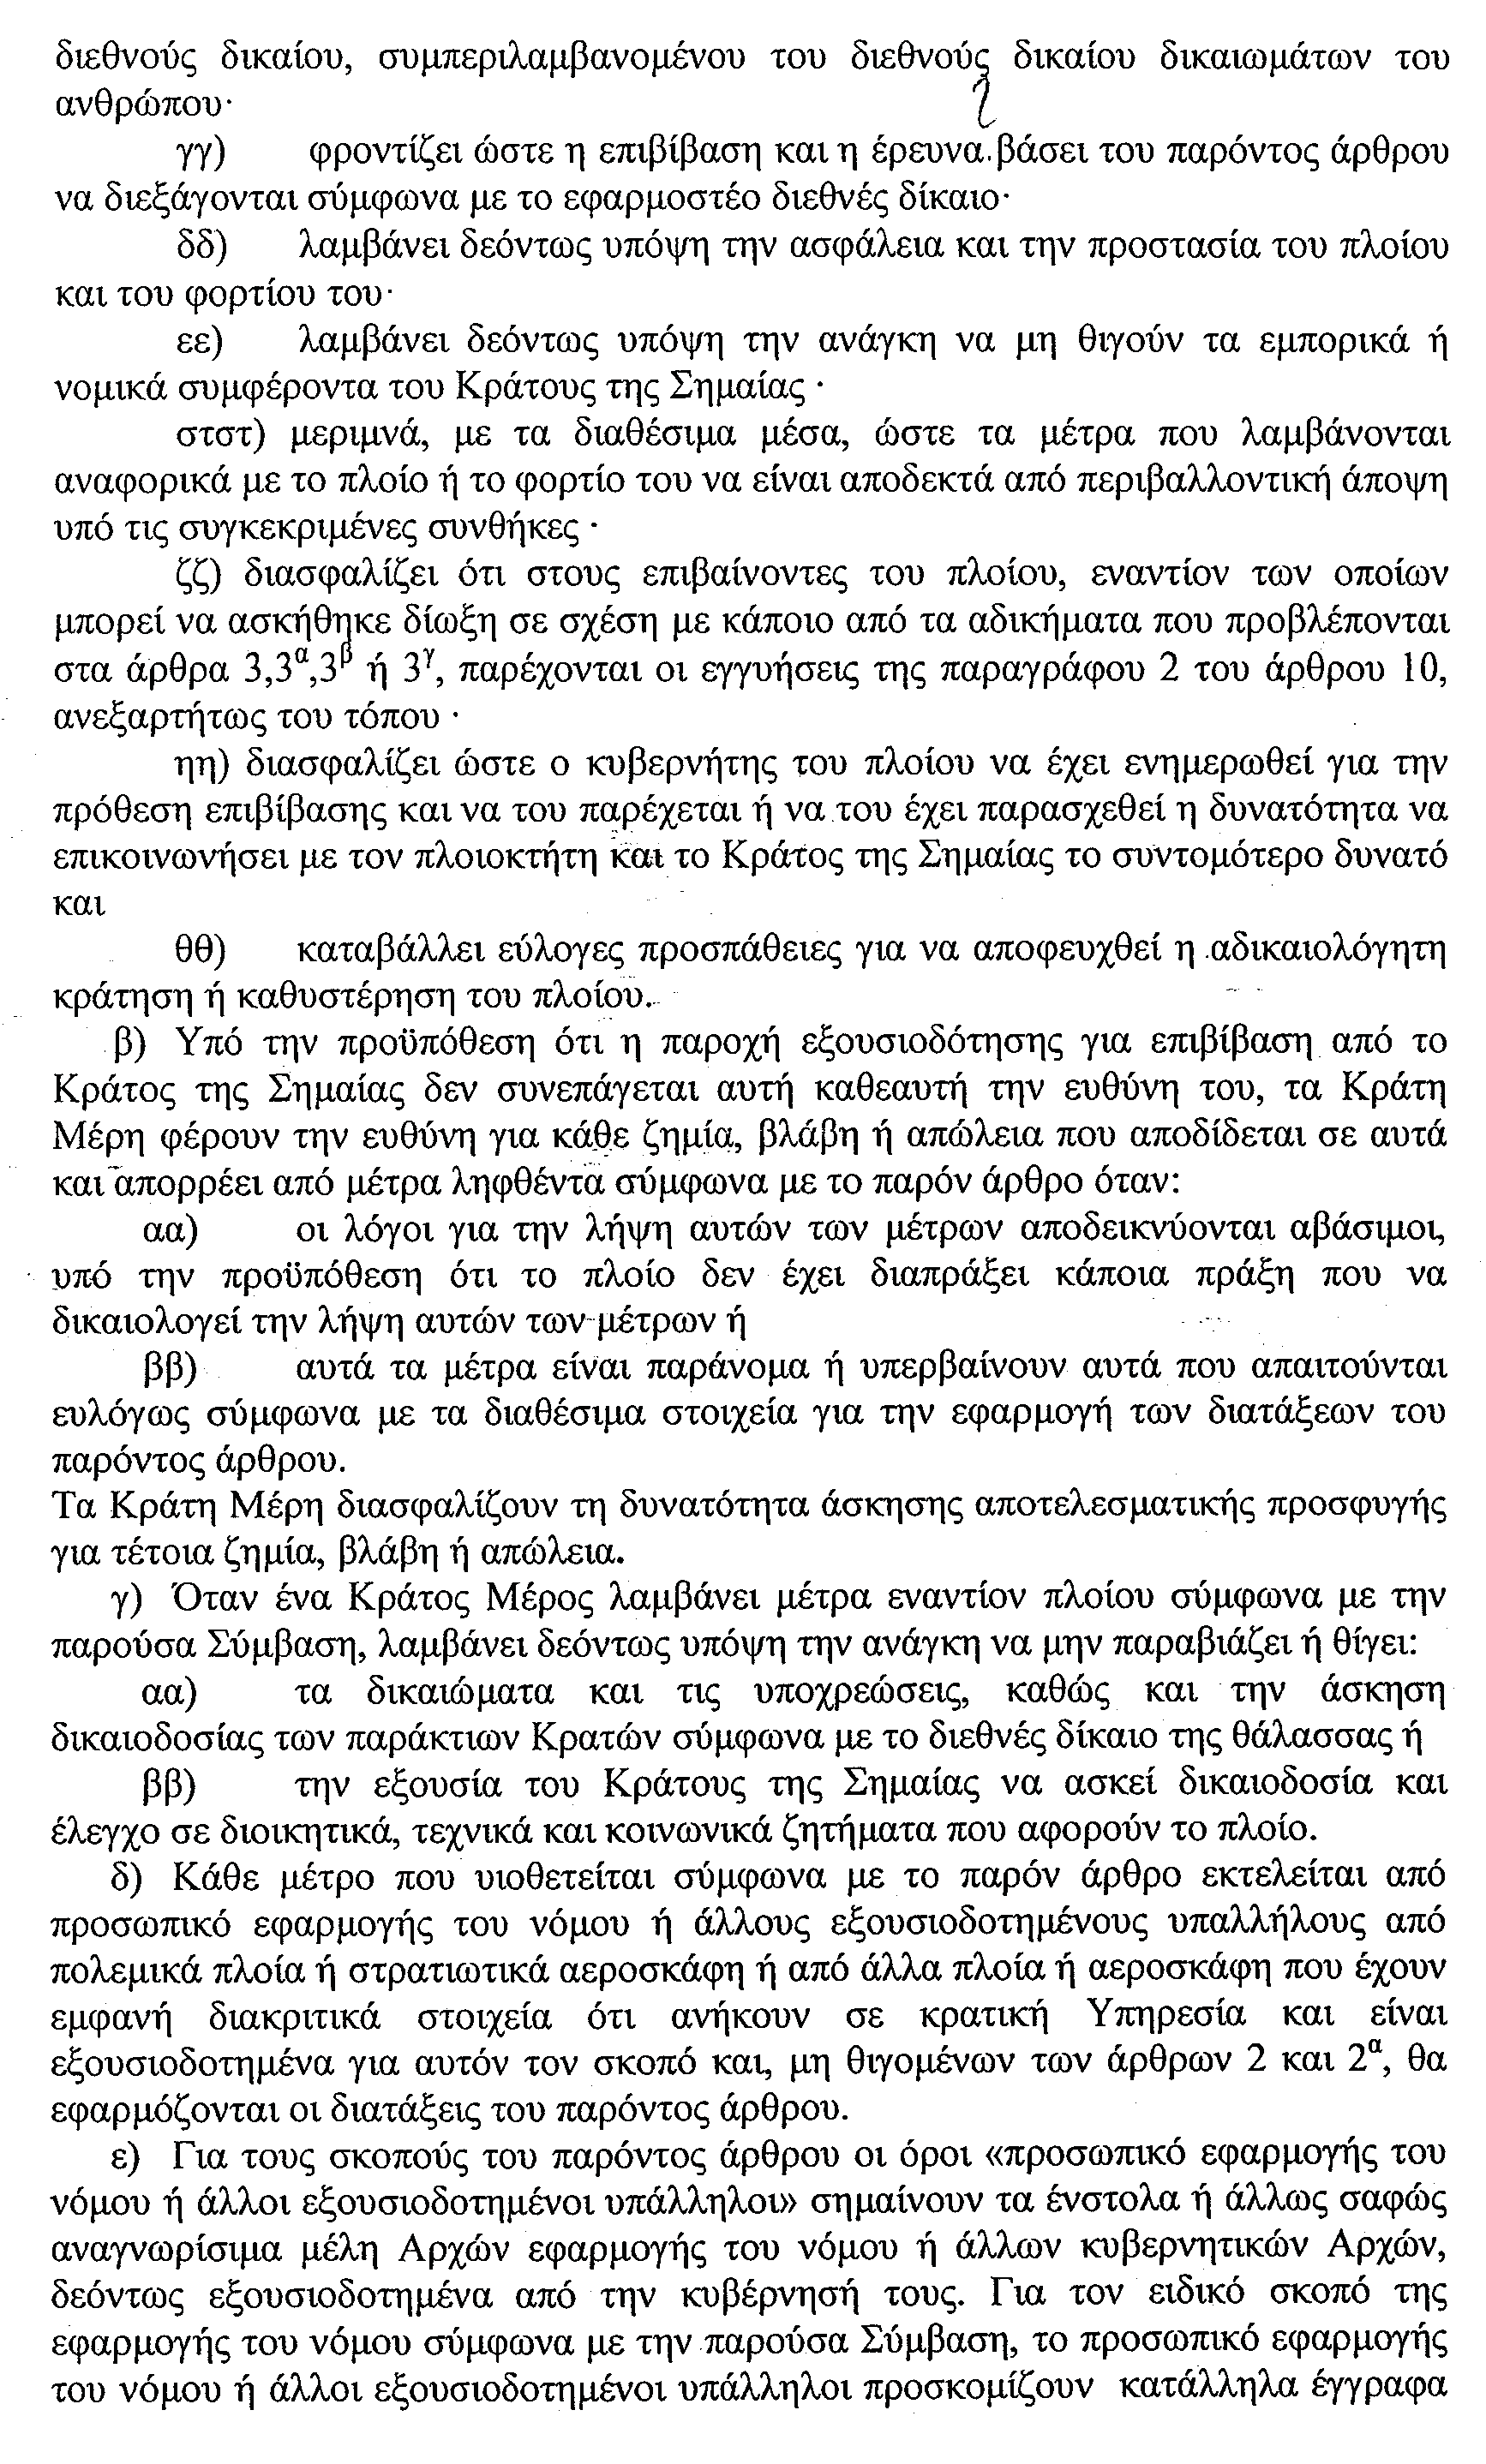 διεθνούς δικαίου, συμπεριλαμβανομένου του διεθνούς δικαίου δικαιωμάτων του
ανθρώπου·
γγ) φροντίζει ώστε η επιβίβαση και η έρευνα.βάσει του παρόντος άρθρου
να διεξάγονται σύμφωνα με το εφαρμοστέο διεθνές δίκαιο·
δδ) λαμβάνει δεόντως υπόψη την ασφάλεια και την προστασία του πλοίου
και του φορτίου του·
εε) λαμβάνει δεόντως υπόψη την ανάγκη να μη θιγούν τα εμπορικά ή
νομικά συμφέροντα του Κράτους της Σημαίας ·
στστ) μεριμνά, με τα διαθέσιμα μέσα, ώστε τα μέτρα που λαμβάνονται
αναφορικά με το πλοίο ή το φορτίο του να είναι αποδεκτά από περιβαλλοντική άποψη
υπό τις συγκεκριμένες συνθήκες ·
ζζ) διασφαλίζει ότι στους επιβαίνοντες του πλοίου, εναντίον των οποίων
μπορεί να ασκήθηκε δίωξη σε σχέση με κάποιο από τα αδικήματα που προβλέπονται
στα άρθρα 3,3ᵅ,3ᵝ ή 3ᵞ, παρέχονται οι εγγυήσεις της παραγράφου 2 του άρθρου 10,
ανεξαρτήτως του τόπου ·
ηη) διασφαλίζει ώστε ο κυβερνήτης του πλοίου να έχει ενημερωθεί για την
πρόθεση επιβίβασης και να του παρέχεται ή να του έχει παρασχεθεί η δυνατότητα να
επικοινωνήσει με τον πλοιοκτήτη και το Κράτος της Σημαίας το συντομότερο δυνατό
και
θθ) καταβάλλει εύλογες προσπάθειες για να αποφευχθεί η αδικαιολόγητη
κράτηση ή καθυστέρηση του πλοίου.
β) Υπό την προϋπόθεση ότι η παροχή εξουσιοδότησης για επιβίβαση από το
Κράτος της Σημαίας δεν συνεπάγεται αυτή καθεαυτή την ευθύνη του, τα Κράτη
Μέρη φέρουν την ευθύνη για κάθε ζημία, βλάβη ή απώλεια που αποδίδεται σε αυτά
και απορρέει από μέτρα ληφθέντα σύμφωνα με το παρόν άρθρο όταν:
αα) οι λόγοι για την λήψη αυτών των μέτρων αποδεικνύονται αβάσιμοι,
υπό την προϋπόθεση ότι το πλοίο δεν έχει διαπράξει κάποια πράξη που να
δικαιολογεί την λήψη αυτών των μέτρων ή
ββ) αυτά τα μέτρα είναι παράνομα ή υπερβαίνουν αυτά που απαιτούνται
ευλόγως σύμφωνα με τα διαθέσιμα στοιχεία για την εφαρμογή των διατάξεων του
παρόντος άρθρου.
Τα Κράτη Μέρη διασφαλίζουν τη δυνατότητα άσκησης αποτελεσματικής προσφυγής
για τέτοια ζημία, βλάβη ή απώλεια.
γ) Όταν ένα Κράτος Μέρος λαμβάνει μέτρα εναντίον πλοίου σύμφωνα με την
παρούσα Σύμβαση, λαμβάνει δεόντως υπόψη την ανάγκη να μην παραβιάζει ή θίγει:
αα) τα δικαιώματα και τις υποχρεώσεις, καθώς και την άσκηση
δικαιοδοσίας των παράκτιων Κρατών σύμφωνα με το διεθνές δίκαιο της θάλασσας ή
ββ) την εξουσία του Κράτους της Σημαίας να ασκεί δικαιοδοσία και
έλεγχο σε διοικητικά, τεχνικά και κοινωνικά ζητήματα που αφορούν το πλοίο.
δ) Κάθε μέτρο που υιοθετείται σύμφωνα με το παρόν άρθρο εκτελείται από
προσωπικό εφαρμογής του νόμου ή άλλους εξουσιοδοτημένους υπαλλήλους από
πολεμικά πλοία ή στρατιωτικά αεροσκάφη ή από άλλα πλοία ή αεροσκάφη που έχουν
εμφανή διακριτικά στοιχεία ότι ανήκουν σε κρατική Υπηρεσία και είναι
εξουσιοδοτημένα για αυτόν τον σκοπό και, μη θιγομένων των άρθρων 2 και 2ᵅ, θα
εφαρμόζονται οι διατάξεις του παρόντος άρθρου.
ε) Για τους σκοπούς του παρόντος άρθρου οι όροι «προσωπικό εφαρμογής του
νόμου ή άλλοι εξουσιοδοτημένοι υπάλληλοι» σημαίνουν τα ένστολα ή άλλως σαφώς
αναγνωρίσιμα μέλη Αρχών εφαρμογής του νόμου ή άλλων κυβερνητικών Αρχών,
δεόντως εξουσιοδοτημένα από την κυβέρνησή τους. Για τον ειδικό σκοπό της
εφαρμογής του νόμου σύμφωνα με την παρούσα Σύμβαση, το προσωπικό εφαρμογής
του νόμου ή άλλοι εξουσιοδοτημένοι υπάλληλοι προσκομίζουν κατάλληλα έγγραφα